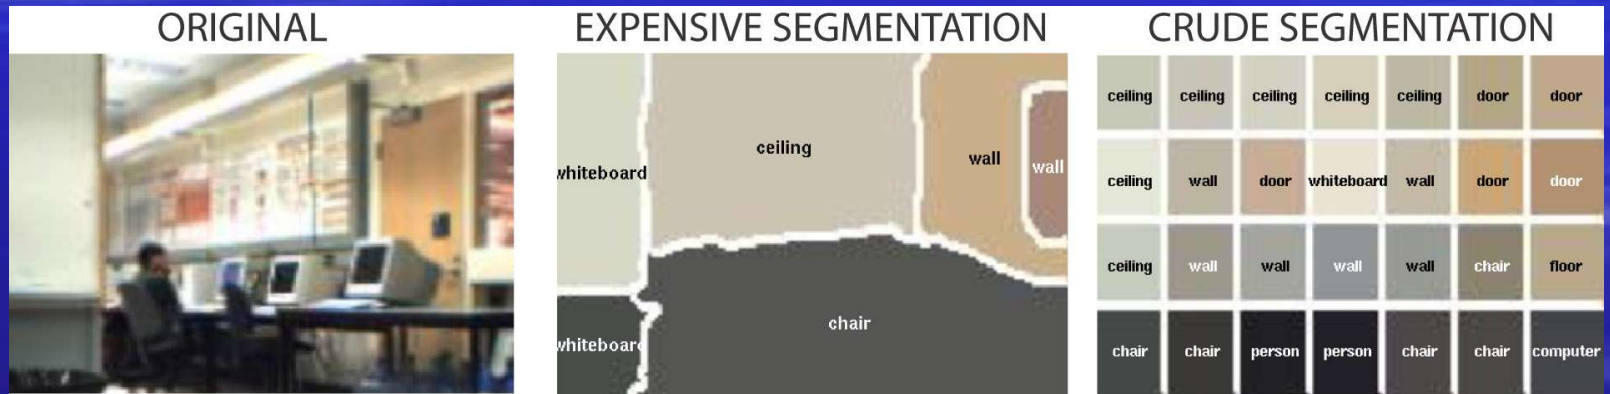 ORIGINAL EXPENSIVE SEGMENTATION CRUDE SEGMENTATION
whiteboard
ceiling
wall
wall
chair
whiteboard
ceiling ceiling ceiling ceiling ceiling door door
ceiling wall door whiteboard wall door door
ceiling wall wall wall wall chair floor
chair chair person person chair chair computer